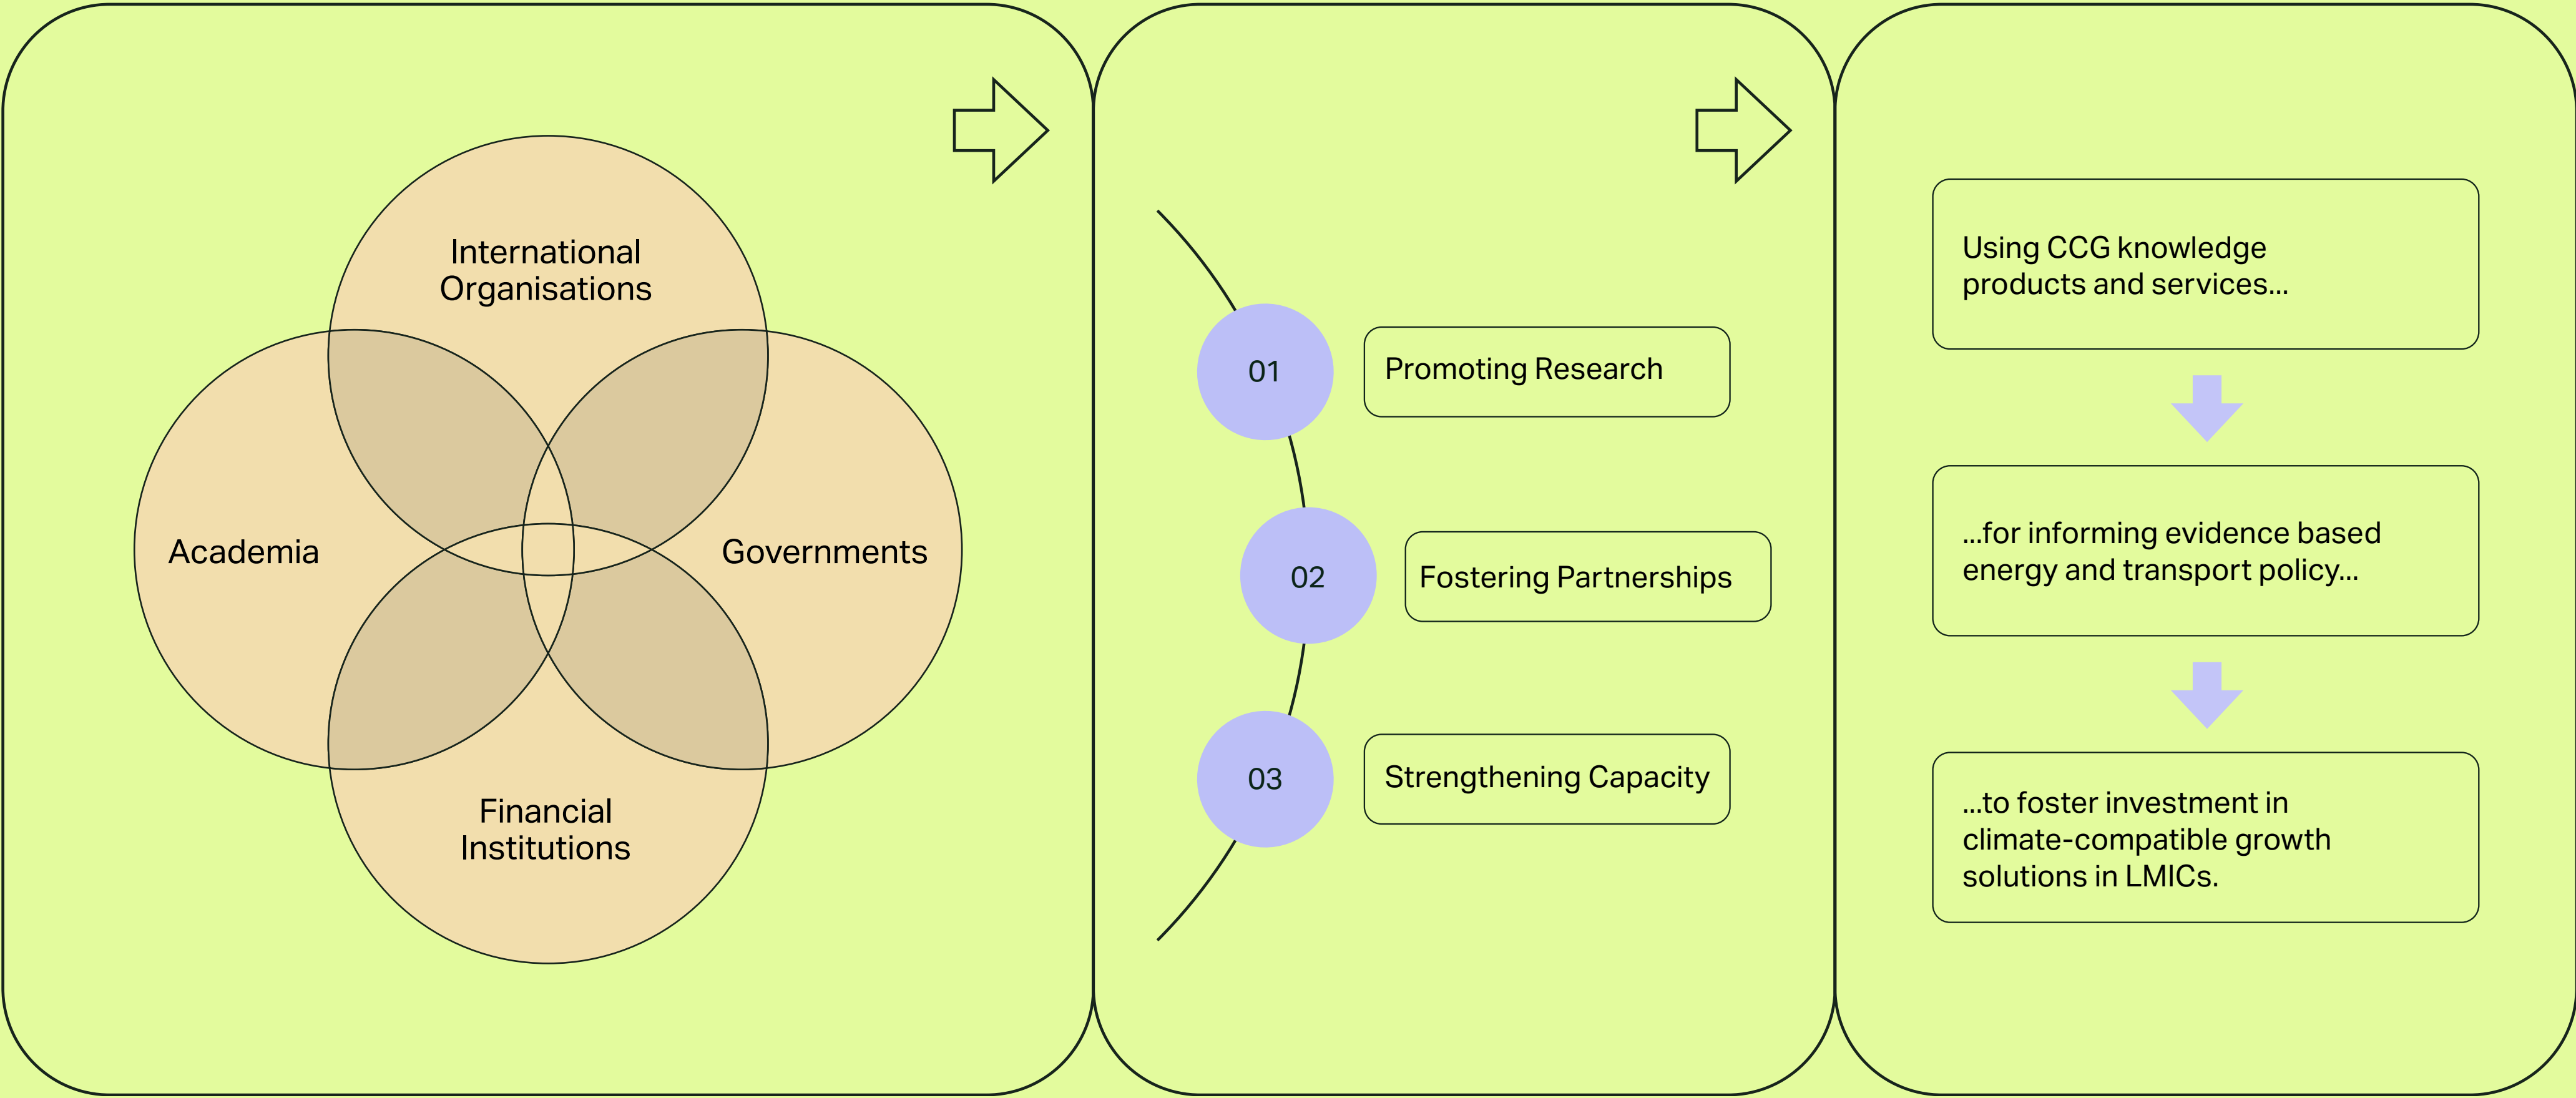 International
Organisations
Academia
Governments
Financial
Institutions
01
Promoting Research
02
Fostering Partnerships
03
Strengthening Capacity
Using CCG knowledge
products and services...
...for informing evidence based
energy and transport policy...
...to foster investment in
climate-compatible growth
solutions in LMICs.